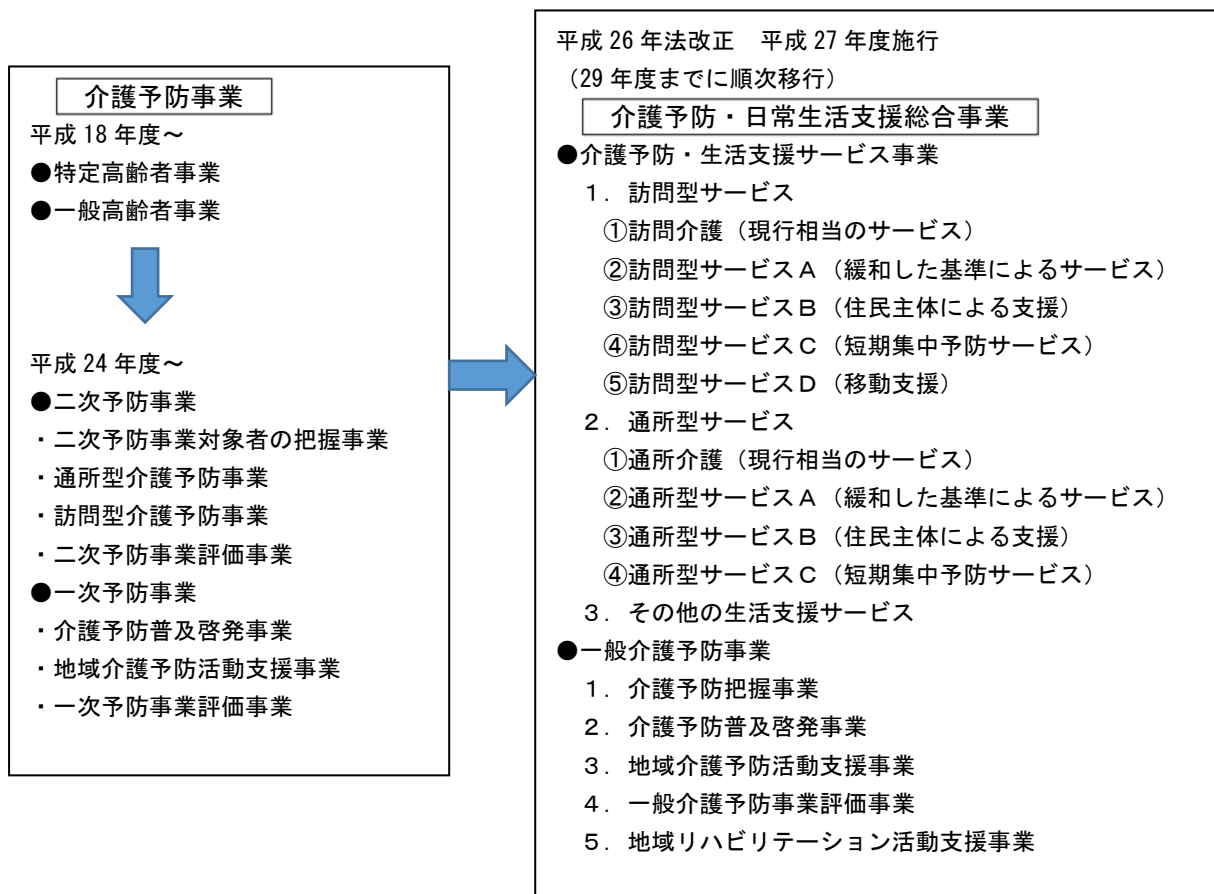 介護予防事業
平成18年度～
●特定高齢者事業
●一般高齢者事業
平成24年度～
●二次予防事業
・二次予防事業対象者の把握事業
・通所型介護予防事業
・訪問型介護予防事業
・二次予防事業評価事業
●一次予防事業
・介護予防普及啓発事業
・地域介護予防活動支援事業
・一次予防事業評価事業
平成26年法改正　平成27年度施行
（29年度までに順次移行）
介護予防・日常生活支援総合事業
●介護予防・生活支援サービス事業
１．訪問型サービス
①訪問介護（現行相当のサービス）
②訪問型サービスＡ（緩和した基準によるサービス）
③訪問型サービスＢ（住民主体による支援）
④訪問型サービスＣ（短期集中予防サービス）
⑤訪問型サービスＤ（移動支援）
２．通所型サービス
①通所介護（現行相当のサービス）
②通所型サービスＡ（緩和した基準によるサービス）
③通所型サービスＢ（住民主体による支援）
④通所型サービスＣ（短期集中予防サービス）
３．その他の生活支援サービス
●一般介護予防事業
１．介護予防把握事業
２．介護予防普及啓発事業
３．地域介護予防活動支援事業
４．一般介護予防事業評価事業
５．地域リハビリテーション活動支援事業